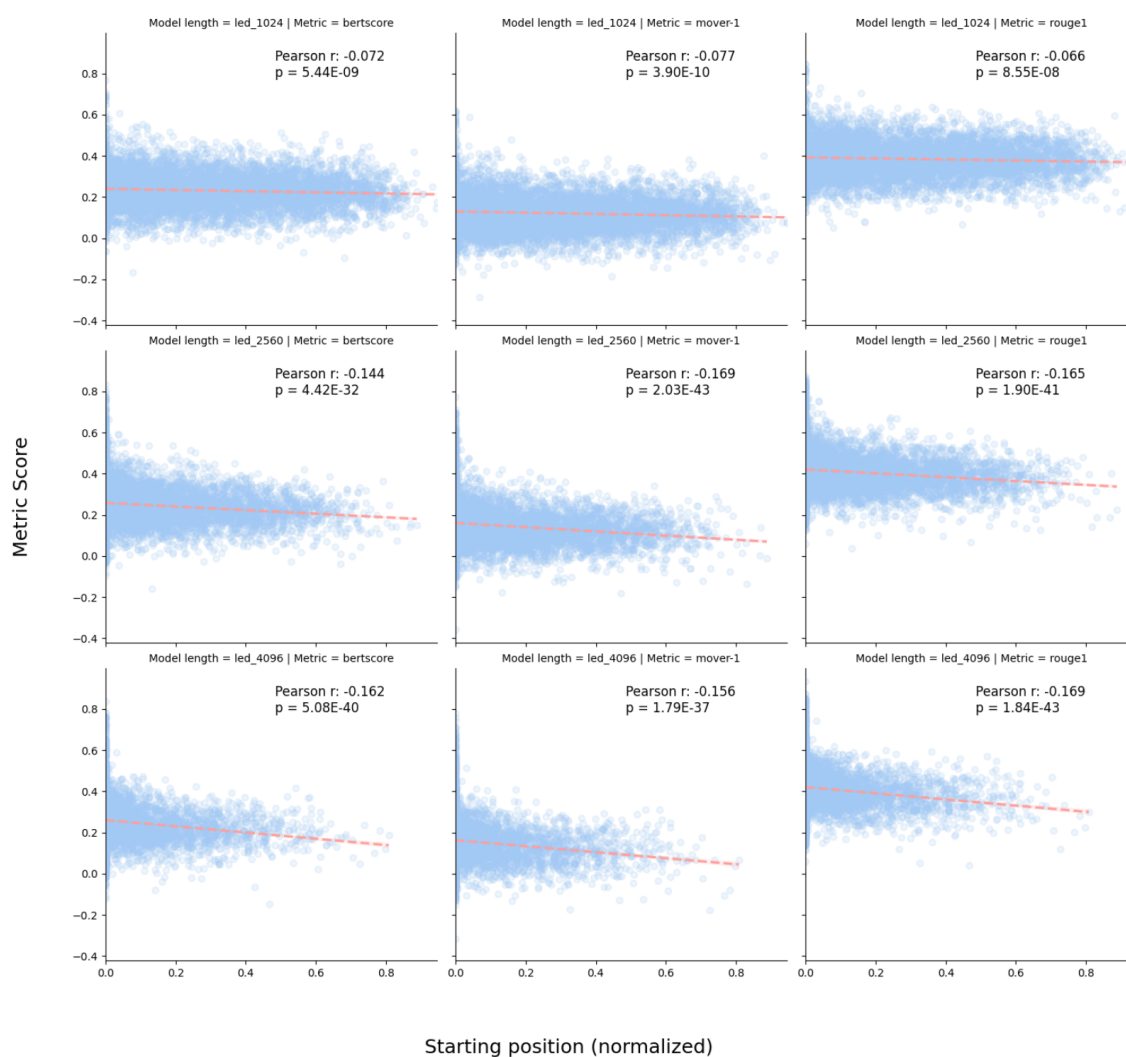 Model length = led_1024 | Metric = bertscore
Model length = led_1024 | Metric = mover-1
Model length = led_1024 | Metric = rouge1
Pearson r: -0.072
p = 5.44E-09
Pearson r: -0.077
p = 3.90E-10
Pearson r: -0.066
p = 8.55E-08
0.8
0.6
0.4
0.2
0.0
−0.2
−0.4
Model length = led_2560 | Metric = bertscore
Model length = led_2560 | Metric = mover-1
Model length = led_2560 | Metric = rouge1
Pearson r: -0.144
p = 4.42E-32
Pearson r: -0.169
p = 2.03E-43
Pearson r: -0.165
p = 1.90E-41
0.8
0.6
0.4
0.2
0.0
−0.2
−0.4
Metric Score
Model length = led_4096 | Metric = bertscore
Model length = led_4096 | Metric = mover-1
Model length = led_4096 | Metric = rouge1
Pearson r: -0.162
p = 5.08E-40
Pearson r: -0.156
p = 1.79E-37
Pearson r: -0.169
p = 1.84E-43
0.8
0.6
0.4
0.2
0.0
−0.2
−0.4
0.0 0.2 0.4 0.6 0.8
0.0 0.2 0.4 0.6 0.8
0.0 0.2 0.4 0.6 0.8
Starting position (normalized)